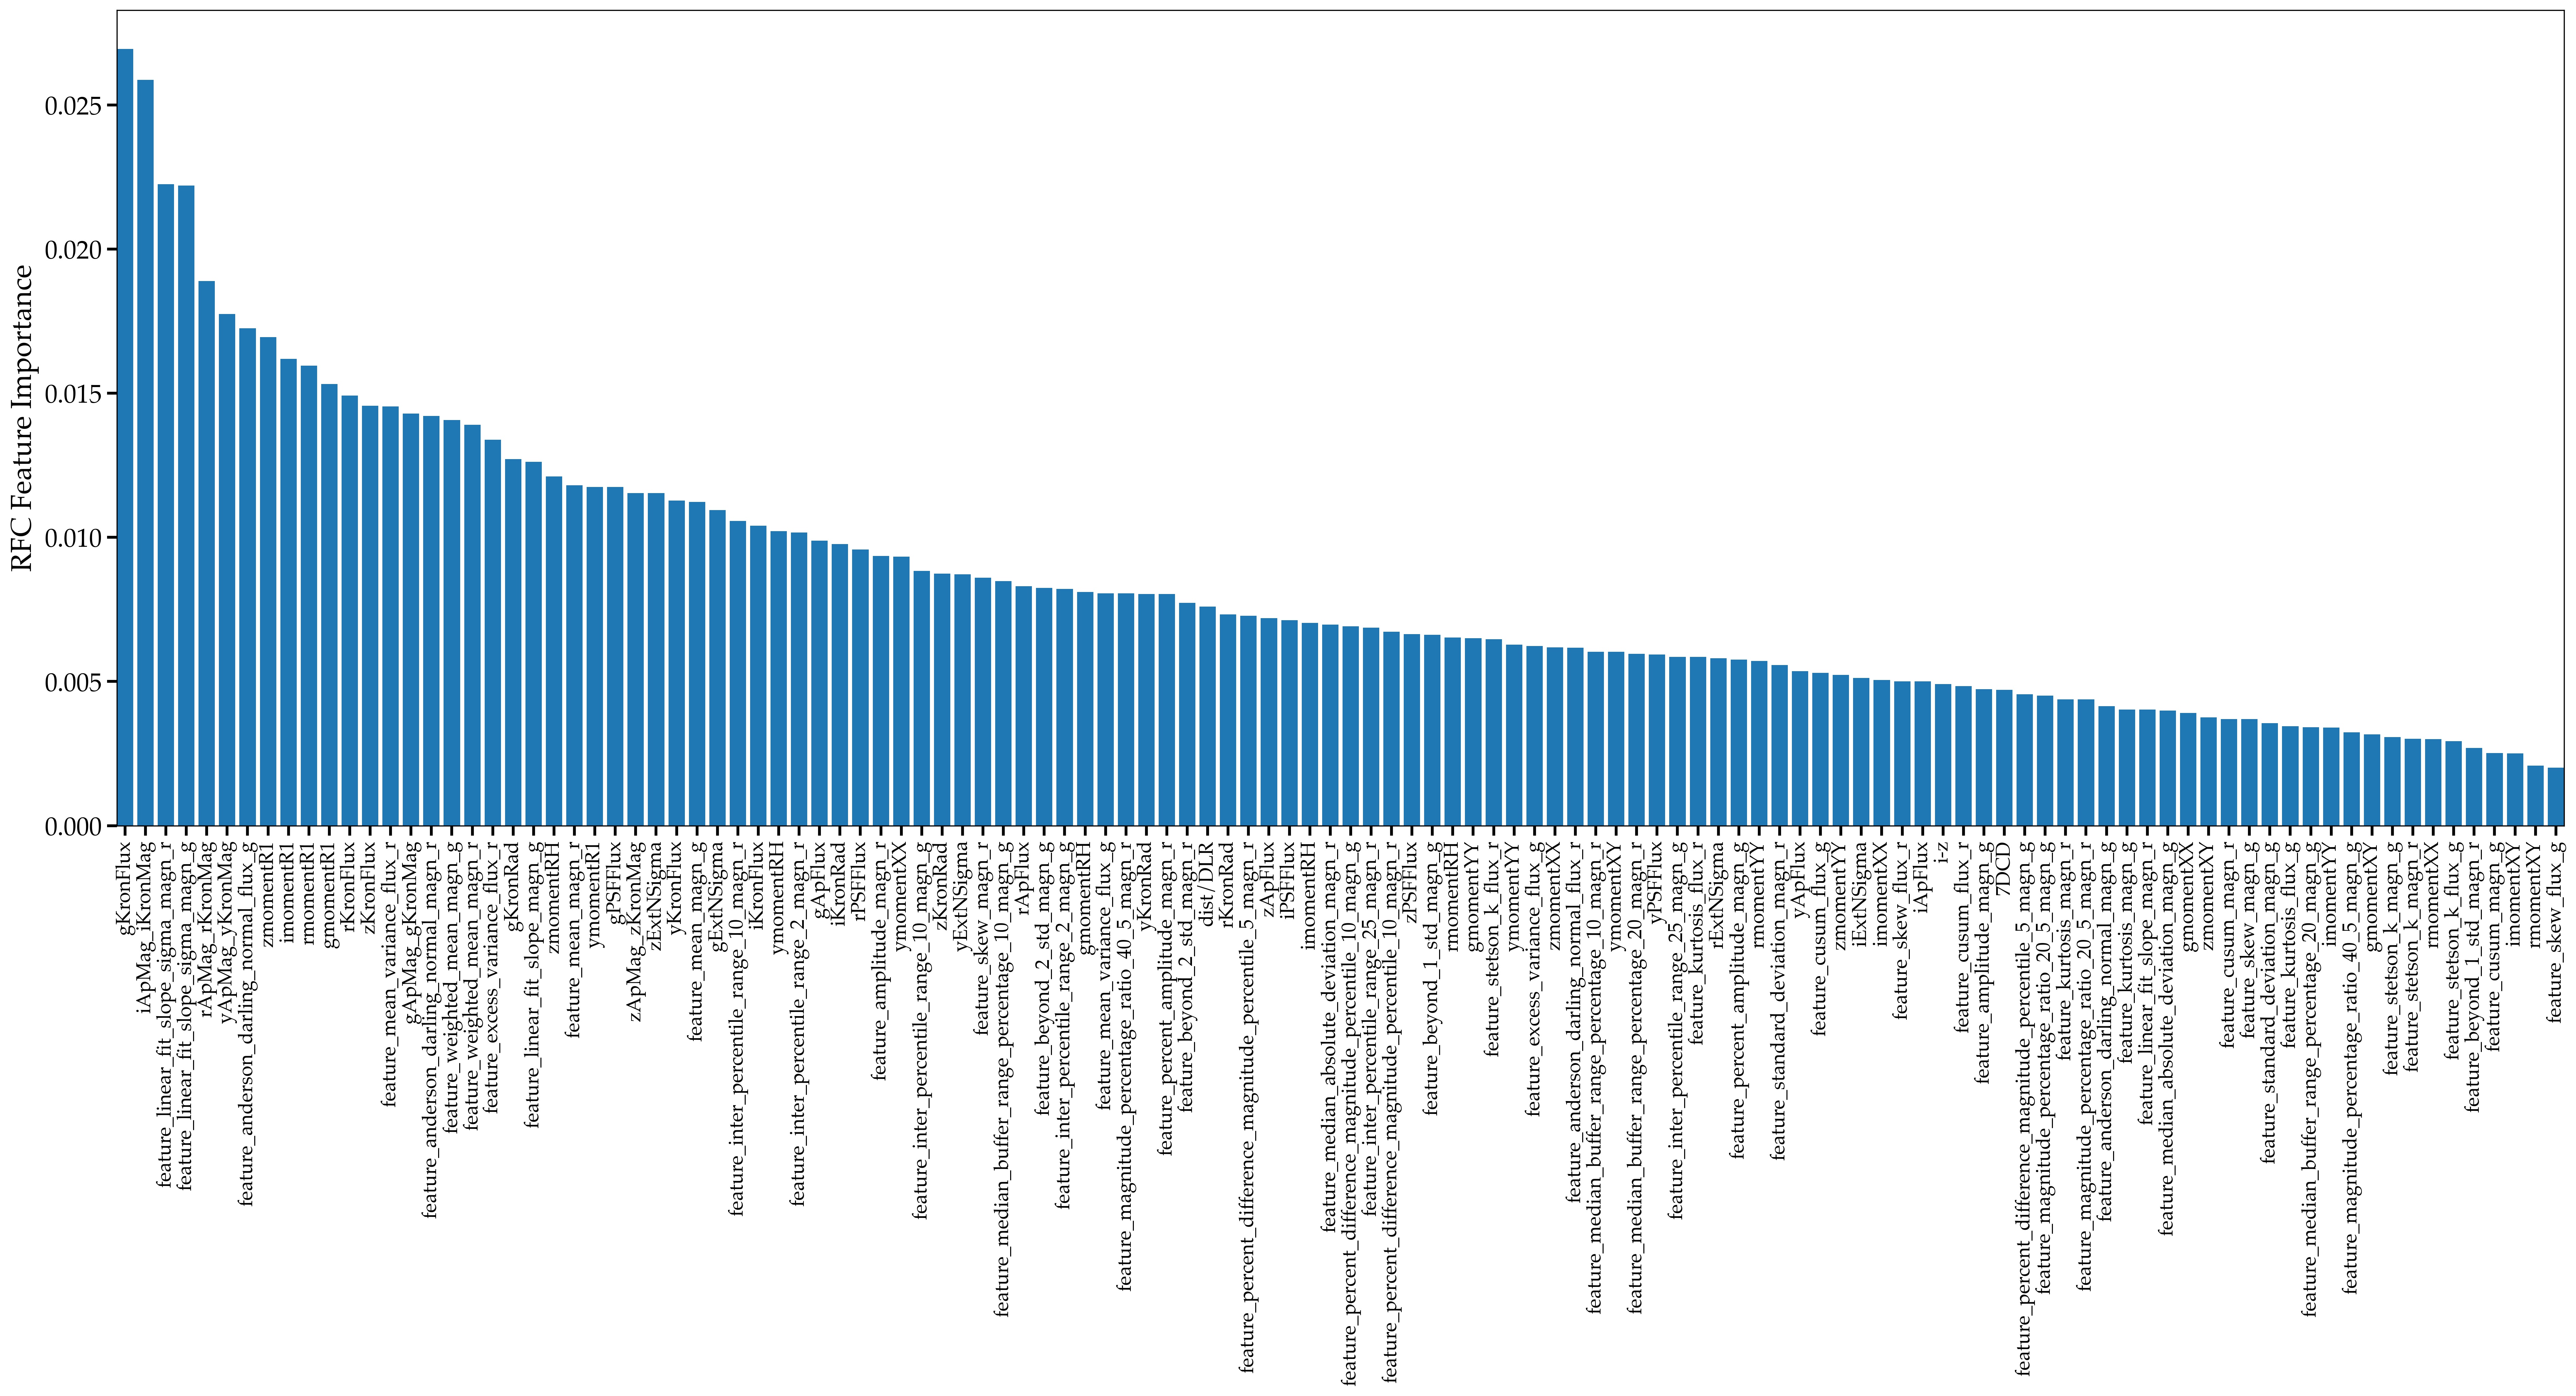 RFC Feature Importance
0.025
0.020
0.015
0.010
0.005
0.000
gKronFlux
iApMag_iKronMag
feature_linear_fit_slope_sigma_magn_r
feature_linear_fit_slope_sigma_magn_g
rApMag_rKronMag
yApMag_yKronMag
feature_anderson_darling_normal_flux_g
zmomentR1
imomentR1
rmomentR1
gmomentR1
rKronFlux
zKronFlux
feature_mean_variance_flux_r
gApMag_gKronMag
feature_anderson_darling_normal_magn_r
feature_weighted_mean_magn_g
feature_weighted_mean_magn_r
feature_excess_variance_flux_r
gKronRad
feature_linear_fit_slope_magn_g
zmomentRH
feature_mean_magn_r
ymomentR1
gPSFFlux
zApMag_zKronMag
zExtNSigma
yKronFlux
feature_mean_magn_g
gExtNSigma
feature_inter_percentile_range_10_magn_r
iKronFlux
ymomentRH
feature_inter_percentile_range_2_magn_r
gApFlux
iKronRad
rPSFFlux
feature_amplitude_magn_r
ymomentXX
feature_inter_percentile_range_10_magn_g
zKronRad
yExtNSigma
feature_skew_magn_r
feature_median_buffer_range_percentage_10_magn_g
rApFlux
feature_beyond_2_std_magn_g
feature_inter_percentile_range_2_magn_g
gmomentRH
feature_mean_variance_flux_g
feature_magnitude_percentage_ratio_40_5_magn_r
yKronRad
feature_percent_amplitude_magn_r
feature_beyond_2_std_magn_r
dist/DLR
rKronRad
feature_percent_difference_magnitude_percentile_5_magn_r
zApFlux
iPSFFlux
imomentRH
feature_median_absolute_deviation_magn_r
feature_percent_difference_magnitude_percentile_10_magn_g
feature_inter_percentile_range_25_magn_r
feature_percent_difference_magnitude_percentile_10_magn_r
zPSFFlux
feature_beyond_1_std_magn_g
rmomentRH
gmomentYY
feature_stetson_k_flux_r
ymomentYY
feature_excess_variance_flux_g
zmomentXX
feature_anderson_darling_normal_flux_r
feature_median_buffer_range_percentage_10_magn_r
ymomentXY
feature_median_buffer_range_percentage_20_magn_r
yPSFFlux
feature_inter_percentile_range_25_magn_g
feature_kurtosis_flux_r
rExtNSigma
feature_percent_amplitude_magn_g
rmomentYY
feature_standard_deviation_magn_r
yApFlux
feature_cusum_flux_g
zmomentYY
iExtNSigma
imomentXX
feature_skew_flux_r
iApFlux
i-z
feature_cusum_flux_r
feature_amplitude_magn_g
7DCD
feature_percent_difference_magnitude_percentile_5_magn_g
feature_magnitude_percentage_ratio_20_5_magn_g
feature_kurtosis_magn_r
feature_magnitude_percentage_ratio_20_5_magn_r
feature_anderson_darling_normal_magn_g
feature_kurtosis_magn_g
feature_linear_fit_slope_magn_r
feature_median_absolute_deviation_magn_g
gmomentXX
zmomentXY
feature_cusum_magn_r
feature_skew_magn_g
feature_standard_deviation_magn_g
feature_kurtosis_flux_g
feature_median_buffer_range_percentage_20_magn_g
imomentYY
feature_magnitude_percentage_ratio_40_5_magn_g
gmomentXY
feature_stetson_k_magn_g
feature_stetson_k_magn_r
rmomentXX
feature_stetson_k_flux_g
feature_beyond_1_std_magn_r
feature_cusum_magn_g
imomentXY
rmomentXY
feature_skew_flux_g